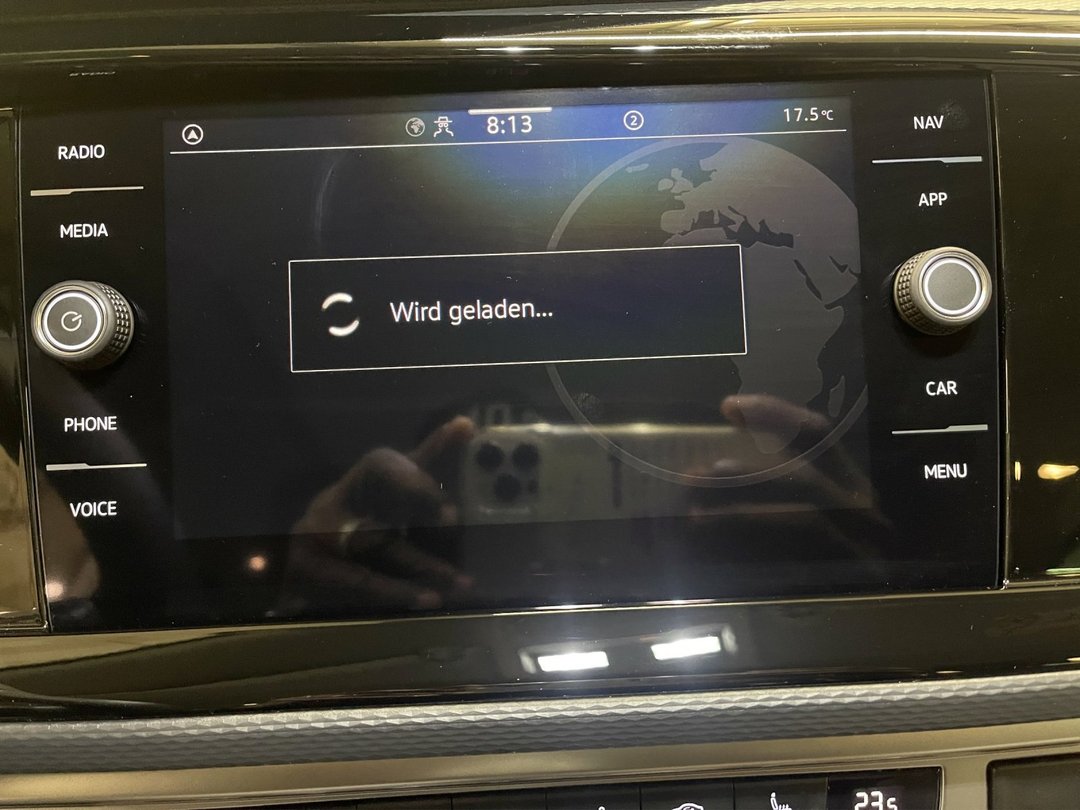 8:13
2
17.5°C
RADIO
MEDIA
PHONE
VOICE
Wird geladen...
NAV
APP
CAR
MENU